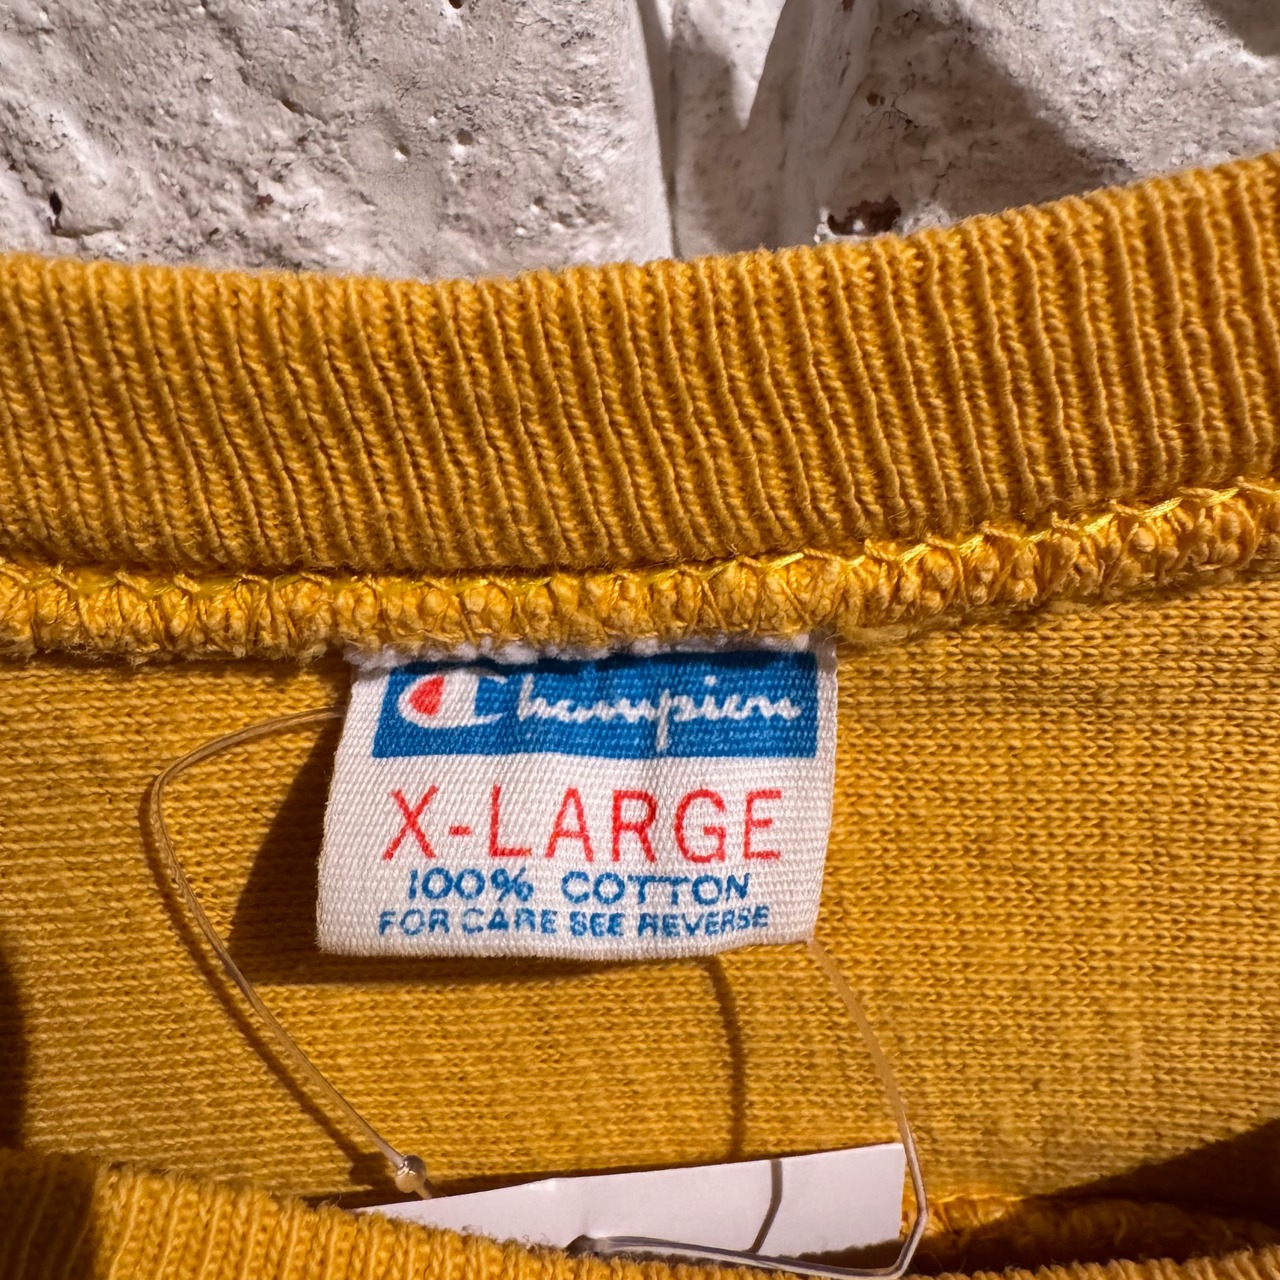 Champion
X-LARGE
100% COTTON
FOR CARE SEE REVERSE